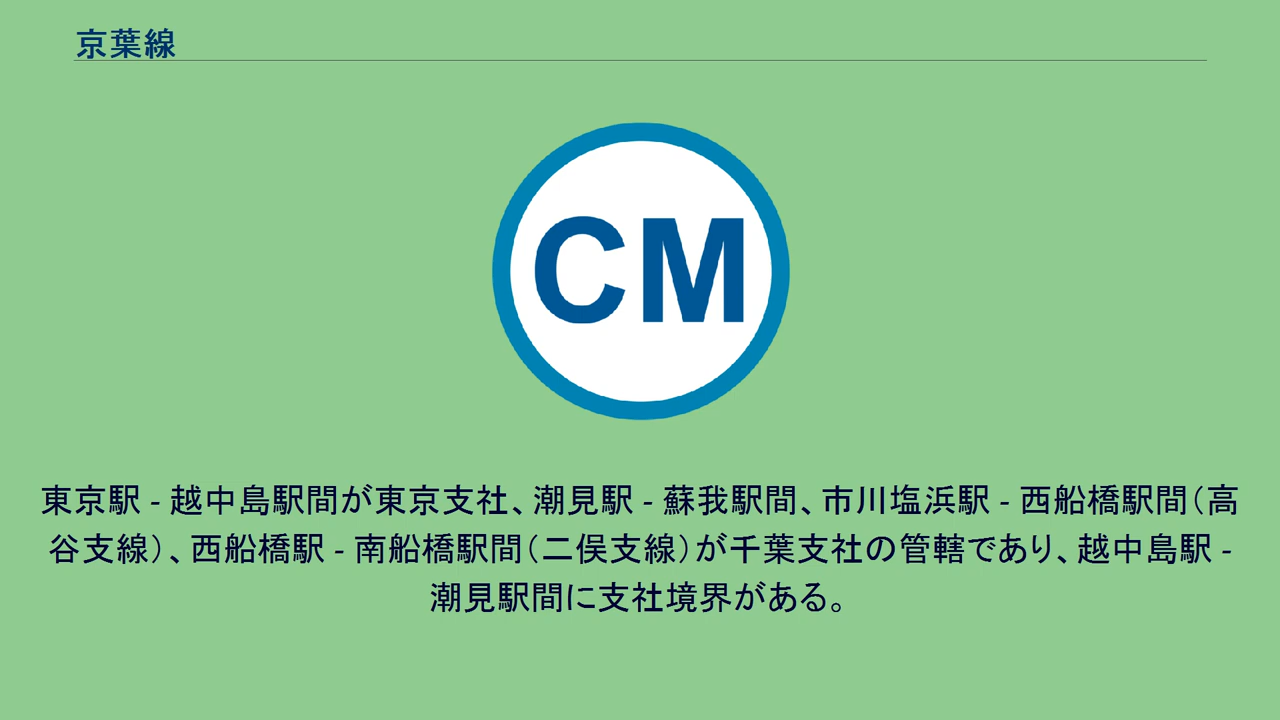 京葉線
CM
東京駅 - 越中島駅間が東京支社、潮見駅 - 蘇我駅間、市川塩浜駅 - 西船橋駅間（高
谷支線）、西船橋駅 - 南船橋駅間（二俣支線）が千葉支社の管轄であり、越中島駅 -
潮見駅間に支社境界がある。